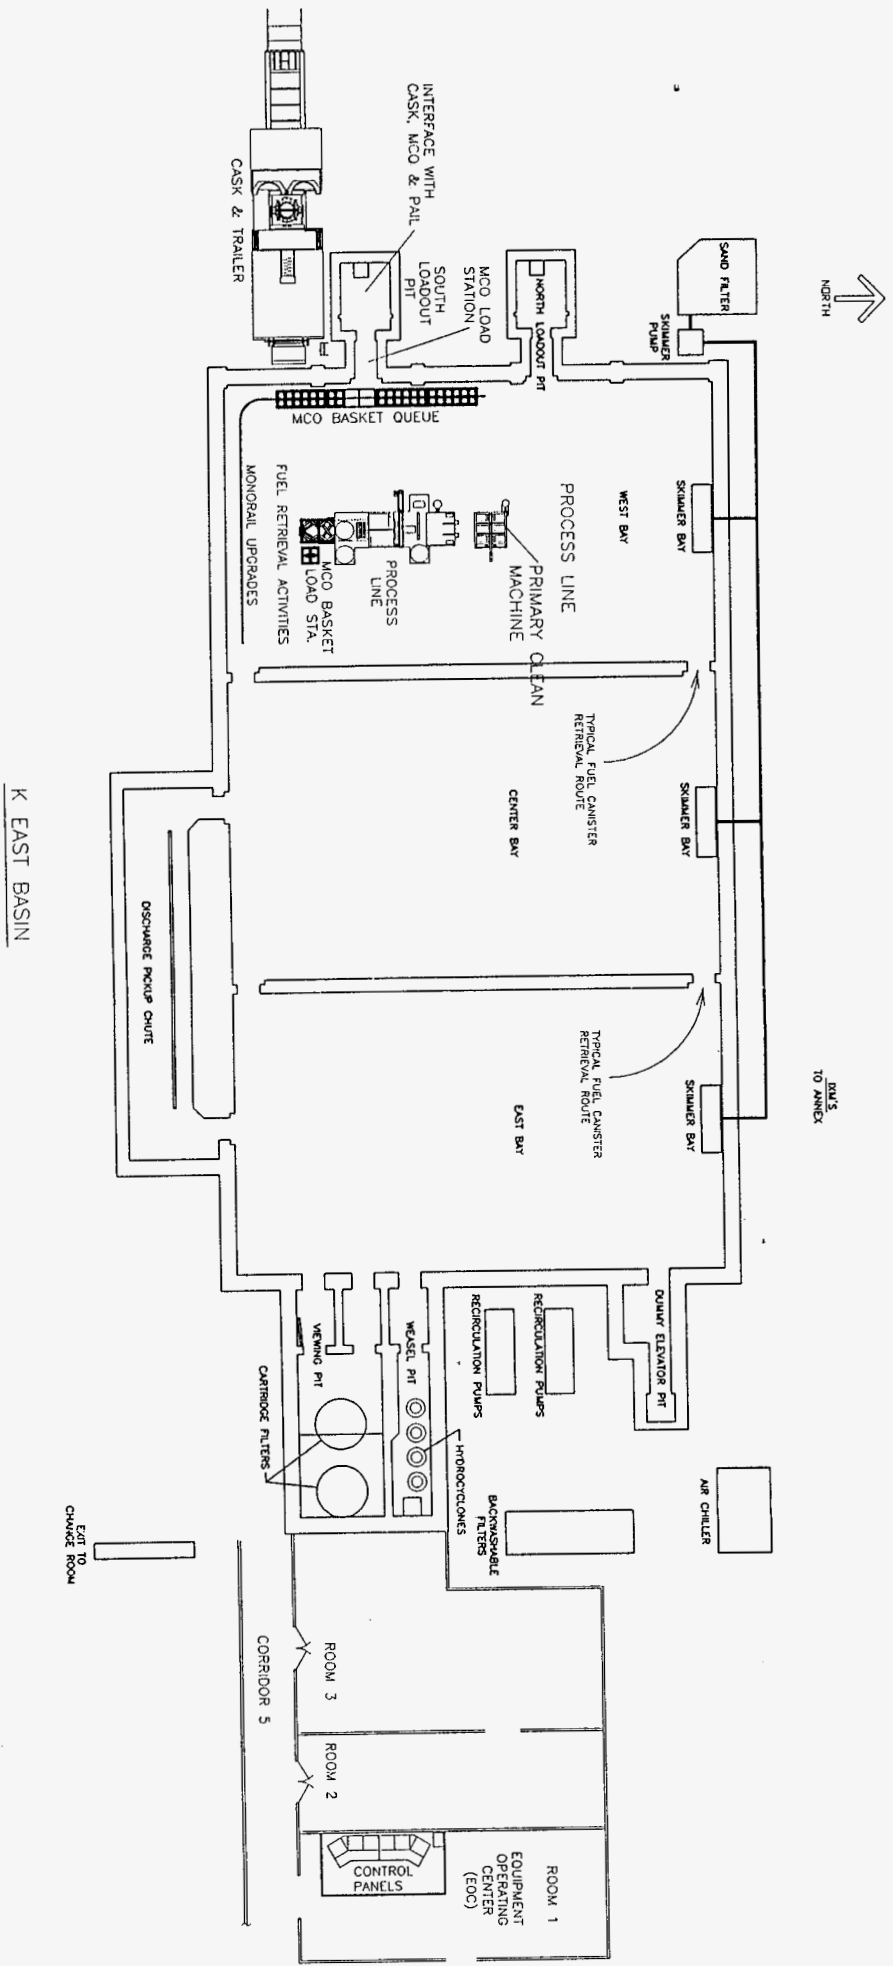 NORTH
SAND FILTER
SKIMMER
PUMP
NORTH LOADOUT PIT
MCO LOAD
STATION
SOUTH
LOADOUT
PIT
INTERFACE WITH
CASK, MCO & PAIL
CASK & TRAILER
MCO BASKET QUEUE
SKIMMER BAY
WEST BAY
PROCESS LINE
PRIMARY CLEAN
MACHINE
PROCESS
LINE
MCO BASKET
LOAD STA.
FUEL RETRIEVAL ACTIVITIES
MONORAIL UPGRADES
TYPICAL FUEL CANISTER
RETRIEVAL ROUTE
SKIMMER BAY
CENTER BAY
DISCHARGE PICKUP CHUTE
K EAST BASIN
IXM'S
TO ANNEX
TYPICAL FUEL CANISTER
RETRIEVAL ROUTE
SKIMMER BAY
EAST BAY
DUMMY ELEVATOR PIT
RECIRCULATION PUMPS
RECIRCULATION PUMPS
WEASEL PIT
VIEWING PIT
CARTRIDGE FILTERS
HYDROCYCLONES
AIR CHILLER
BACKWASHABLE
FILTERS
EXIT TO
CHANGE ROOM
CORRIDOR 5
ROOM 3
ROOM 2
ROOM 1
EQUIPMENT
OPERATING
CENTER
(EOC)
CONTROL
PANELS